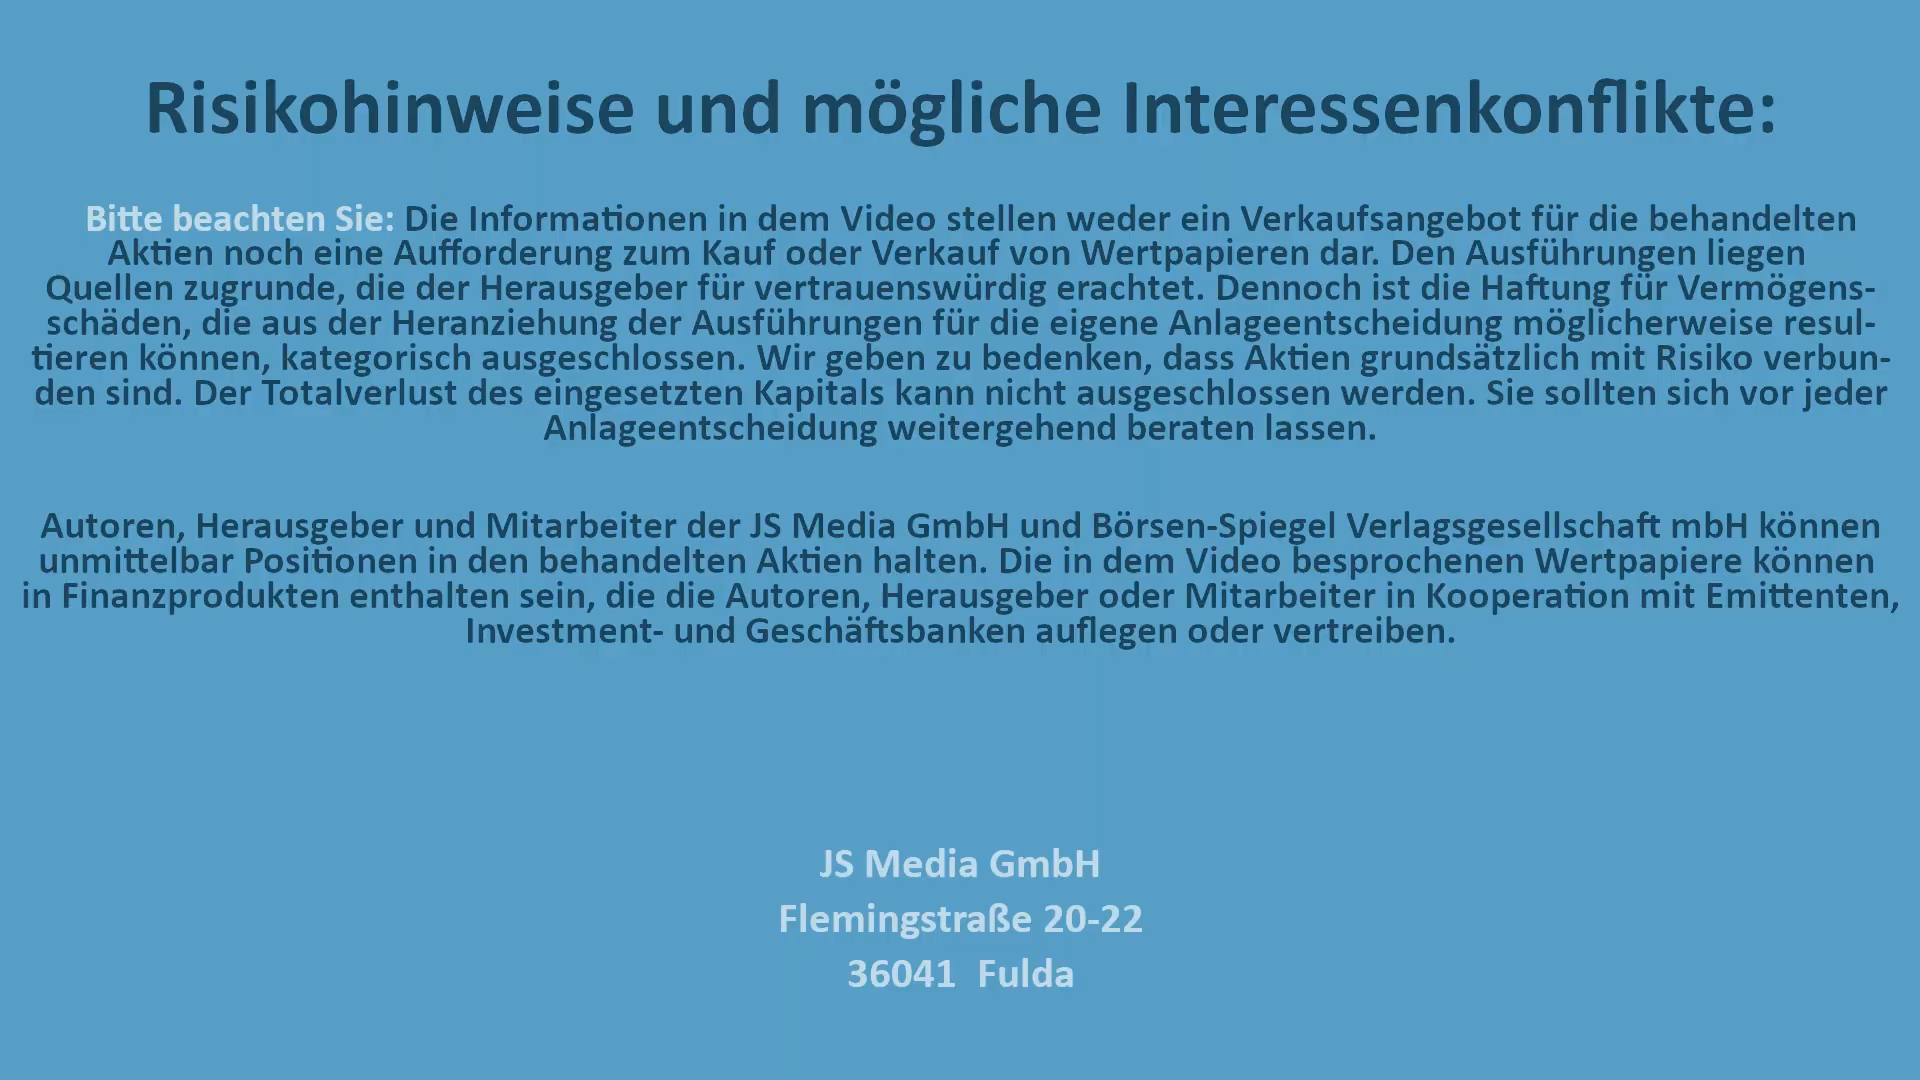 Risikohinweise und mögliche Interessenkonflikte:
Bitte beachten Sie: Die Informationen in dem Video stellen weder ein Verkaufsangebot für die behandelten
Aktien noch eine Aufforderung zum Kauf oder Verkauf von Wertpapieren dar. Den Ausführungen liegen
Quellen zugrunde, die der Herausgeber für vertrauenswürdig erachtet. Dennoch ist die Haftung für Vermögens-
schäden, die aus der Heranziehung der Ausführungen für die eigene Anlageentscheidung möglicherweise resul-
tieren können, kategorisch ausgeschlossen. Wir geben zu bedenken, dass Aktien grundsätzlich mit Risiko verbun-
den sind. Der Totalverlust des eingesetzten Kapitals kann nicht ausgeschlossen werden. Sie sollten sich vor jeder
Anlageentscheidung weitergehend beraten lassen.
Autoren, Herausgeber und Mitarbeiter der JS Media GmbH und Börsen-Spiegel Verlagsgesellschaft mbH können
unmittelbar Positionen in den behandelten Aktien halten. Die in dem Video besprochenen Wertpapiere können
in Finanzprodukten enthalten sein, die die Autoren, Herausgeber oder Mitarbeiter in Kooperation mit Emittenten,
Investment- und Geschäftsbanken auflegen oder vertreiben.
JS Media GmbH
Flemingstraße 20-22
36041  Fulda